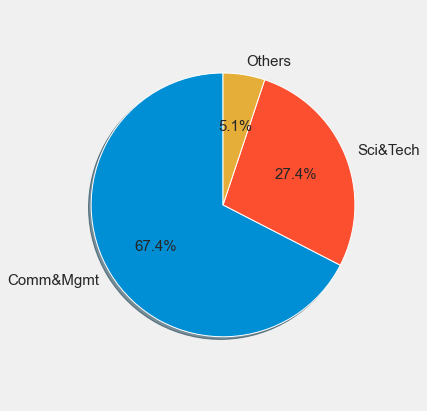 Others
5.1%
Sci&Tech
27.4%
67.4%
Comm&Mgmt